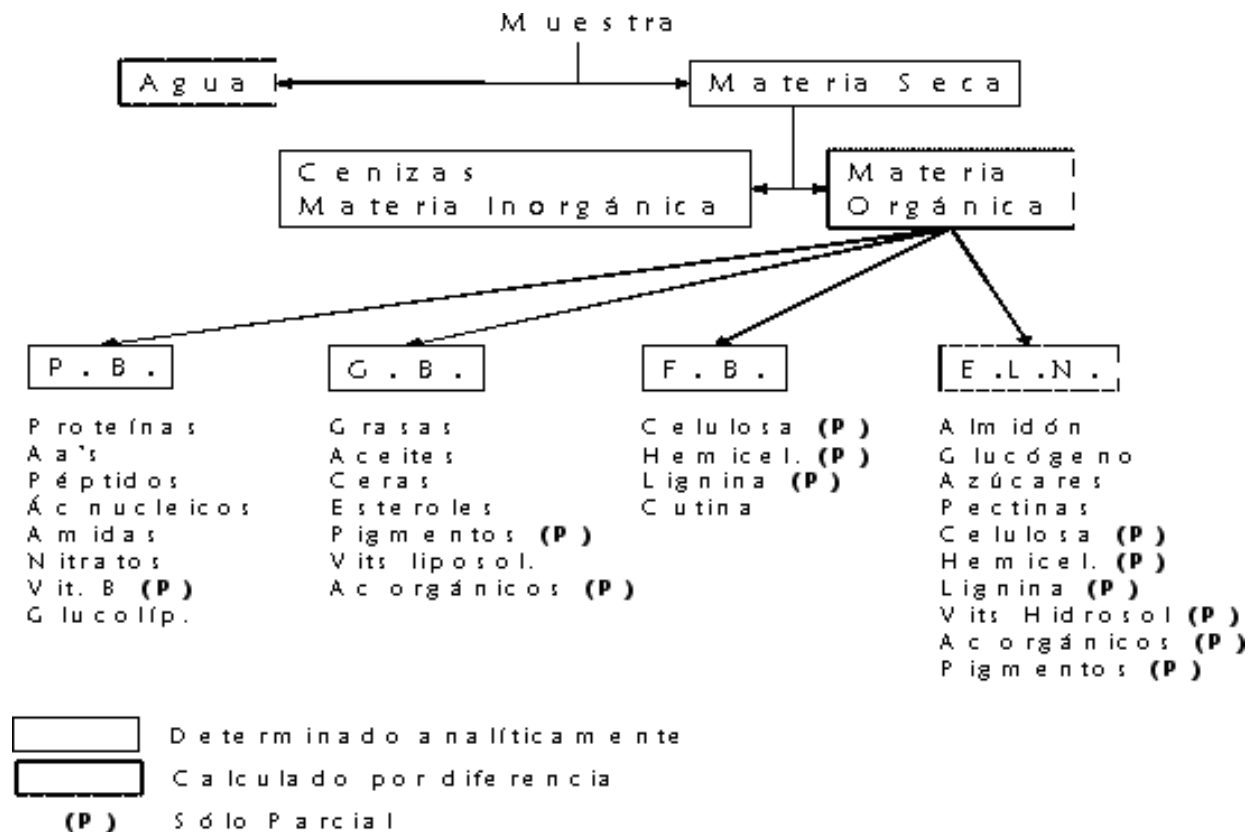 Muestra
Agua
Materia Seca
Cenizas
Materia Inorgánica
Materia
Orgánica
P.B.
G.B.
F.B.
E.L.N.
Proteínas
Aa's
Péptidos
Ác nucleicos
Amidas
Nitratos
Vit. B (P)
Glucolíp.
Grasas
Aceites
Ceras
Esteroles
Pigmentos (P)
Vits liposol.
Ac orgánicos (P)
Celulosa (P)
Hemicel. (P)
Lignina (P)
Cutina
Almidón
Glucógeno
Azúcares
Pectinas
Celulosa (P)
Hemicel. (P)
Lignina (P)
Vits Hidrosol (P)
Ac orgánicos (P)
Pigmentos (P)
Determinado analíticamente
Calculado por diferencia
(P) Sólo Parcial